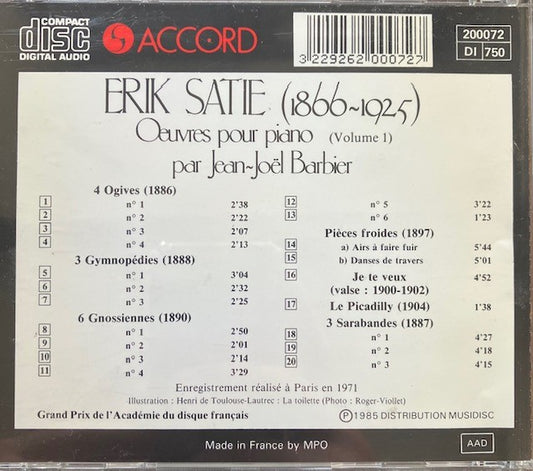 COMPACT
disc
DIGITAL AUDIO
ACCORD
3 229262 000727
200072
DI 750
ERIK SATIE (1866~1925)
Oeuvres pour piano (Volume 1)
par Jean~Joël Barbier
4 Ogives (1886)
1 n° 1 2'38
2 n° 2 2'22
3 n° 3 2'07
4 n° 4 2'13
3 Gymnopédies (1888)
5 n° 1 3'04
6 n° 2 2'32
7 n° 3 2'25
6 Gnossiennes (1890)
8 n° 1 2'50
9 n° 2 2'01
10 n° 3 2'14
11 n° 4 3'29
12 n° 5 3'22
13 n° 6 1'23
Pièces froides (1897)
14 a) Airs à faire fuir 5'44
15 b) Danses de travers 5'01
16 Je te veux 4'52
(valse : 1900-1902)
17 Le Picadilly (1904) 1'38
3 Sarabandes (1887)
18 n° 1 4'27
19 n° 2 4'18
20 n° 3 4'15
Enregistrement réalisé à Paris en 1971
Illustration : Henri de Toulouse-Lautrec : La toilette (Photo : Roger-Viollet)
Grand Prix de l'Académie du disque français
Ⓟ 1985 DISTRIBUTION MUSIDISC
Made in France by MPO
AAD